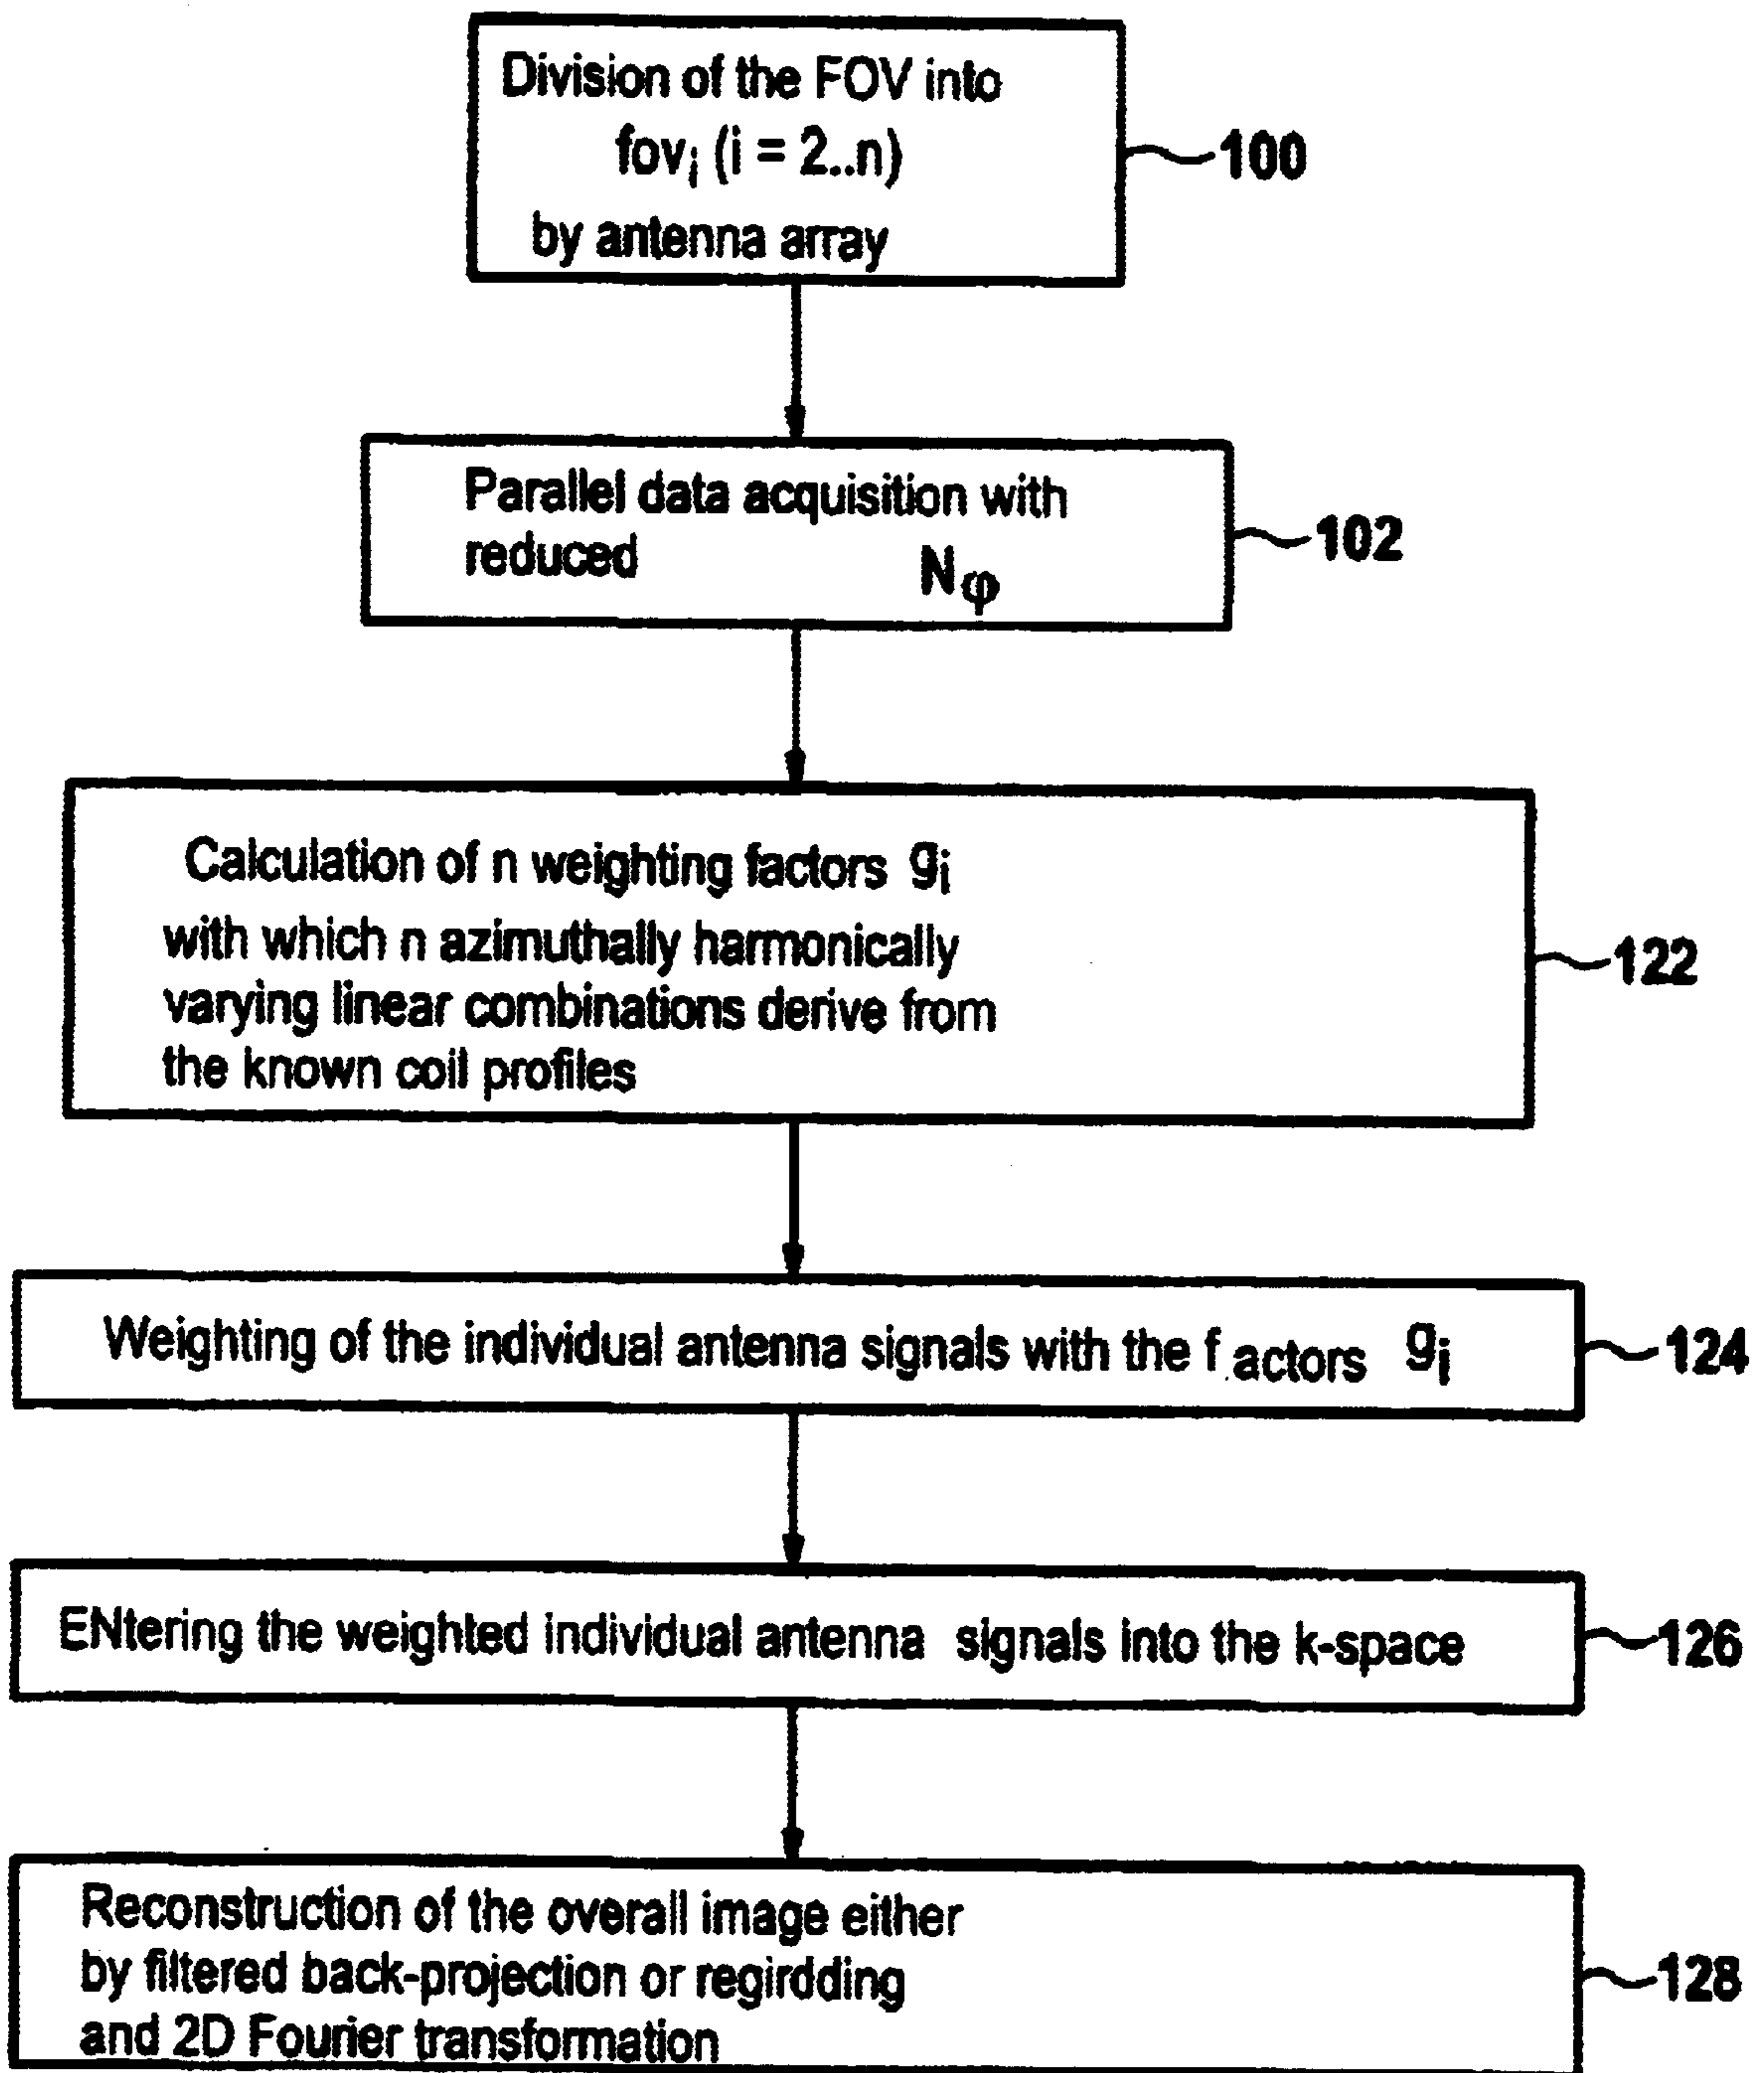 Division of the FOV into
fovᵢ (i = 2..n)
by antenna array
100
Parallel data acquisition with
reduced Nφ
102
Calculation of n weighting factors gᵢ
with which n azimuthally harmonically
varying linear combinations derive from
the known coil profiles
122
Weighting of the individual antenna signals with the f actors gᵢ
124
ENtering the weighted individual antenna signals into the k-space
126
Reconstruction of the overall image either
by filtered back-projection or regirdding
and 2D Fourier transformation
128